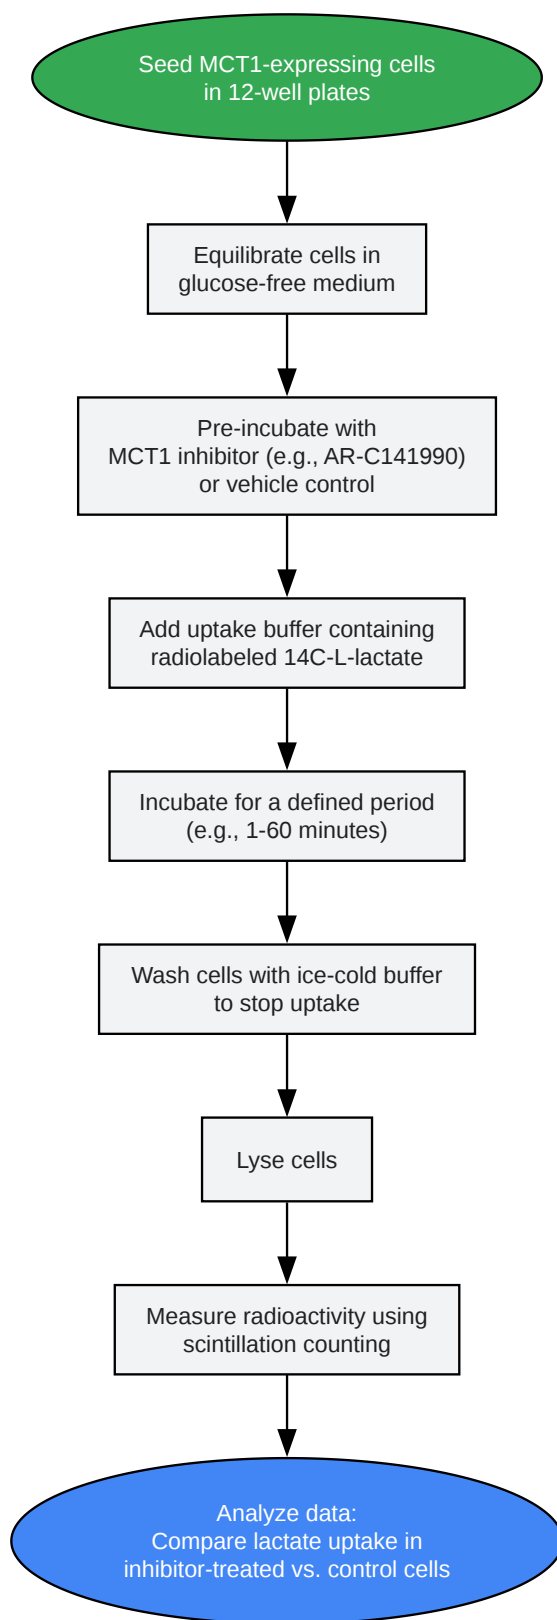 Seed MCT1-expressing cells
in 12-well plates
Equilibrate cells in
glucose-free medium
Pre-incubate with
MCT1 inhibitor (e.g., AR-C141990)
or vehicle control
Add uptake buffer containing
radiolabeled 14C-L-lactate
Incubate for a defined period
(e.g., 1-60 minutes)
Wash cells with ice-cold buffer
to stop uptake
Lyse cells
Measure radioactivity using
scintillation counting
Analyze data:
Compare lactate uptake in
inhibitor-treated vs. control cells